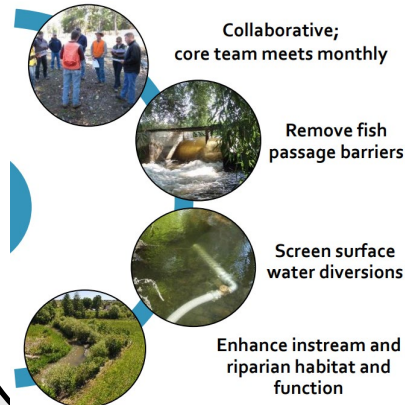 Collaborative;
core team meets monthly
Remove fish
passage barriers
Screen surface
water diversions
Enhance instream and
riparian habitat and
function